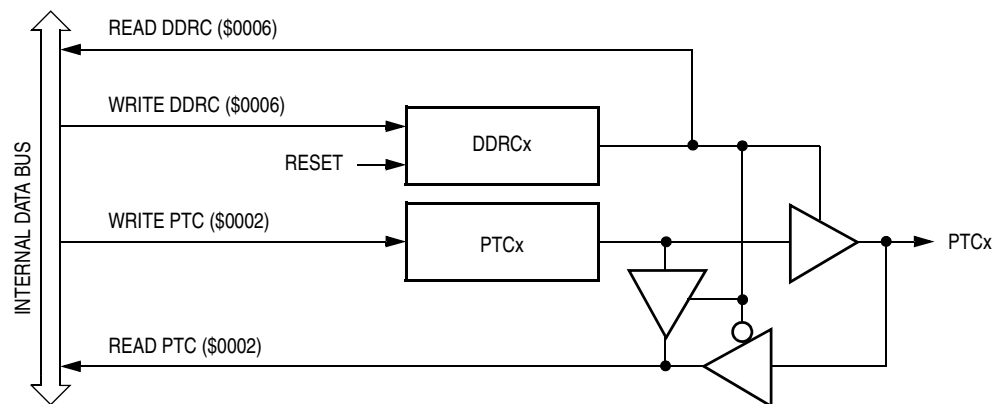 READ DDRC ($0006)
WRITE DDRC ($0006)
DDRCx
RESET
INTERNAL DATA BUS
WRITE PTC ($0002)
PTCx
PTCx
READ PTC ($0002)